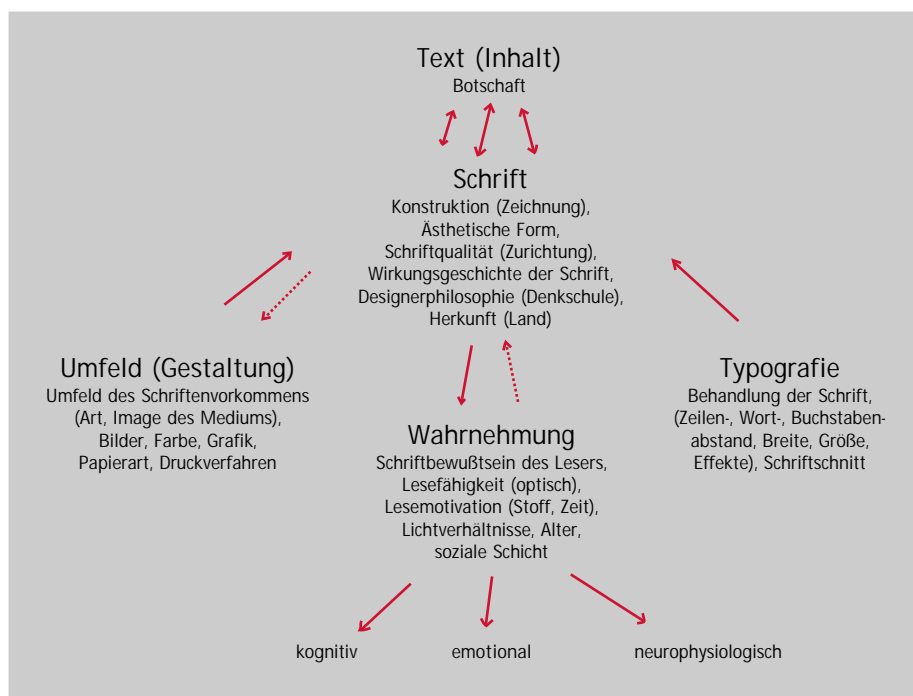 Text (Inhalt)
Botschaft
Schrift
Konstruktion (Zeichnung),
Ästhetische Form,
Schriftqualität (Zurichtung),
Wirkungsgeschichte der Schrift,
Designerphilosophie (Denkschule),
Herkunft (Land)
Umfeld (Gestaltung)
Umfeld des Schriftenvorkommens
(Art, Image des Mediums),
Bilder, Farbe, Grafik,
Papierart, Druckverfahren
Typografie
Behandlung der Schrift,
(Zeilen-, Wort-, Buchstaben-
abstand, Breite, Größe,
Effekte), Schriftschnitt
Wahrnehmung
Schriftbewußtsein des Lesers,
Lesefähigkeit (optisch),
Lesemotivation (Stoff, Zeit),
Lichtverhältnisse, Alter,
soziale Schicht
kognitiv
emotional
neurophysiologisch